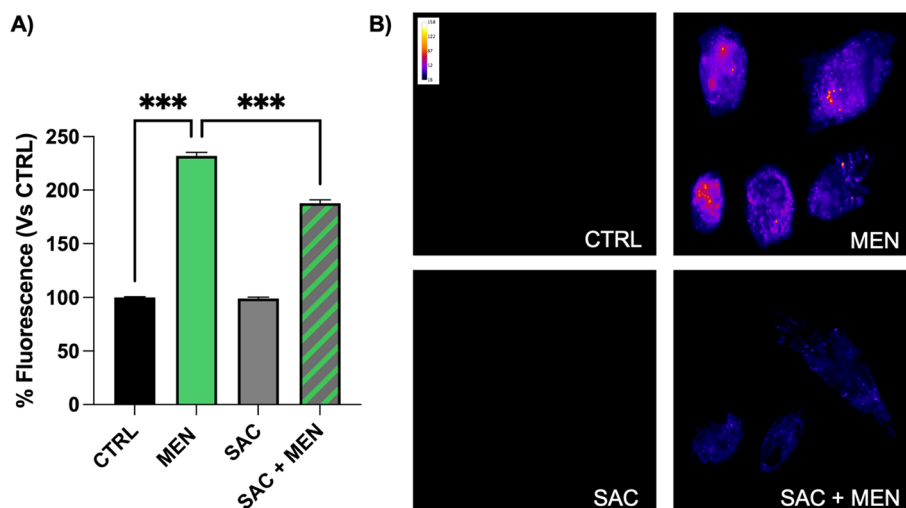 A)
B)
***
***
% Fluorescence (Vs CTRL)
250
200
150
100
50
0
CTRL
MEN
SAC
SAC + MEN
CTRL
MEN
SAC
SAC + MEN